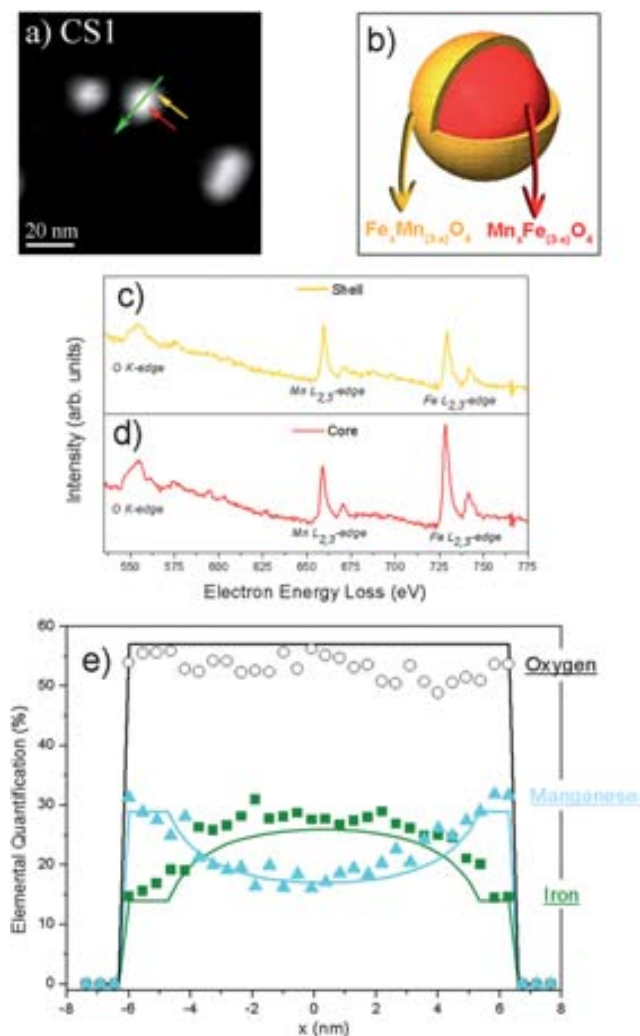 a) CS1
20 nm
b)
FeₓMn₍₃₋ₓ₎O₄
MnₓFe₍₃₋ₓ₎O₄
c)
Shell
O K-edge
Mn L₂,₃-edge
Fe L₂,₃-edge
d)
Core
O K-edge
Mn L₂,₃-edge
Fe L₂,₃-edge
Intensity (arb. units)
550 575 600 625 650 675 700 725 750 775
Electron Energy Loss (eV)
e)
60
50
40
30
20
10
0
Elemental Quantification (%)
Oxygen
Manganese
Iron
-8 -6 -4 -2 0 2 4 6 8
x (nm)